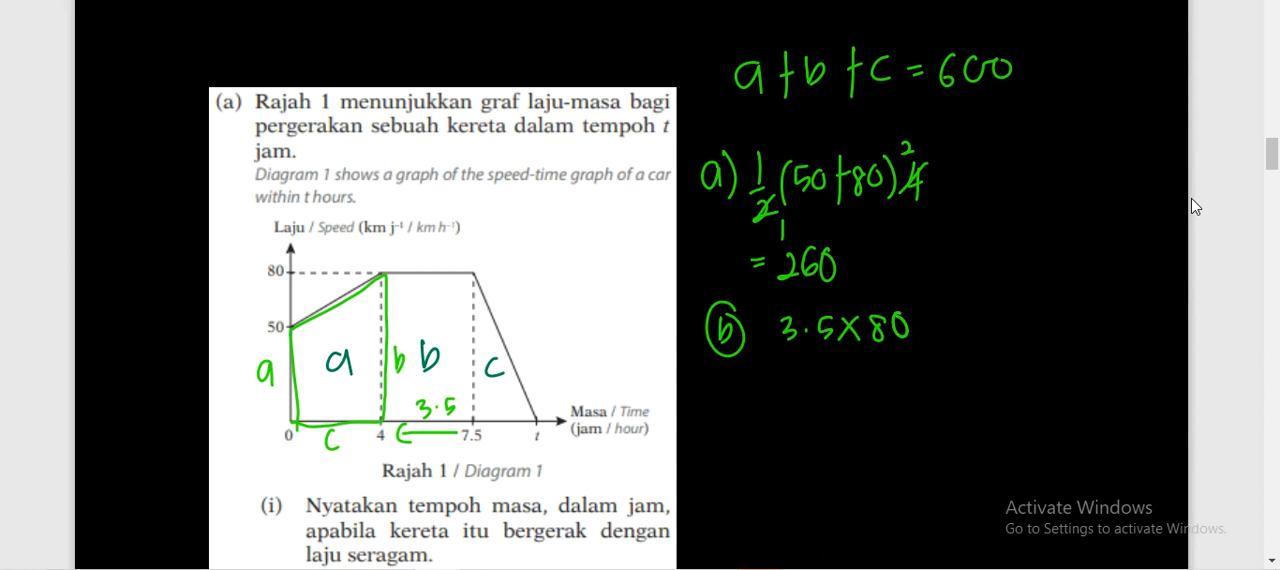 a + b + c = 600
(a) Rajah 1 menunjukkan graf laju-masa bagi
pergerakan sebuah kereta dalam tempoh t
jam.
Diagram 1 shows a graph of the speed-time graph of a car
within t hours.
Laju / Speed (km j⁻¹ / km h⁻¹)
80
50
a
a
b
b
c
3.5
0
c
4
7.5
t
Masa / Time
(jam / hour)
Rajah 1 / Diagram 1
(i) Nyatakan tempoh masa, dalam jam,
apabila kereta itu bergerak dengan
laju seragam.
a) 1/2 (50+80) 4 2
1
= 260
b 3.5 × 80
Activate Windows
Go to Settings to activate Windows.